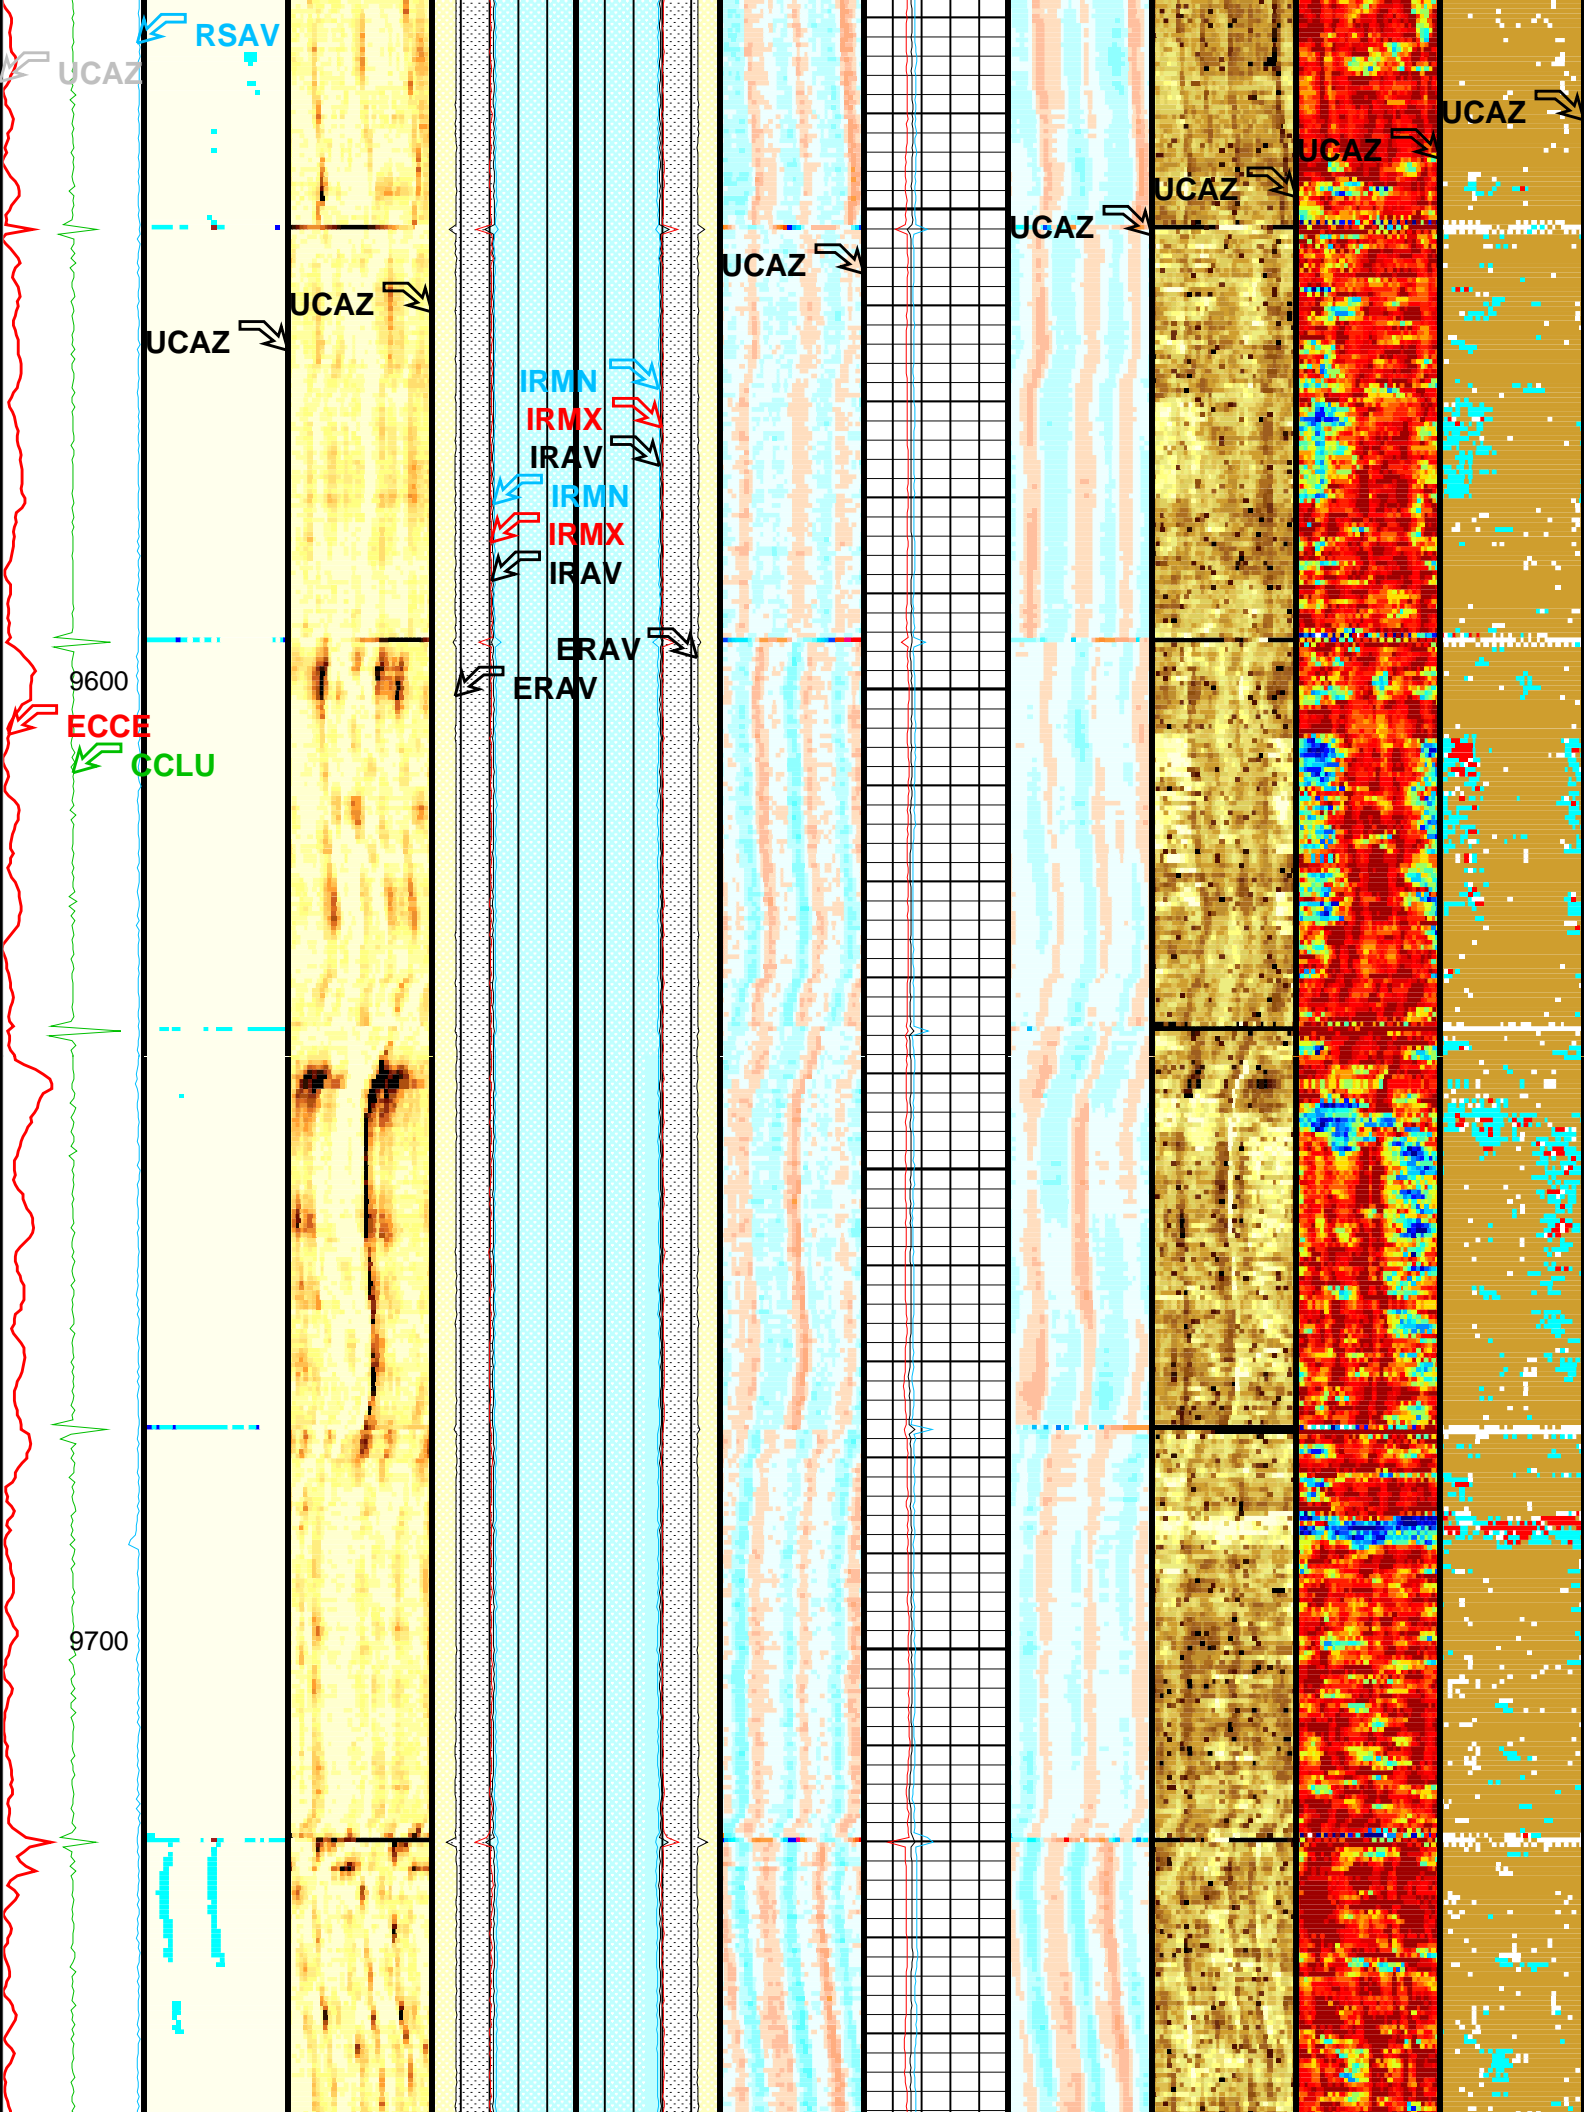 RSAV
UCAZ
UCAZ
UCAZ
UCAZ
UCAZ
UCAZ
UCAZ
UCAZ
UCAZ
IRMN
IRMX
IRAV
IRMN
IRMX
IRAV
ERAV
9600
ERAV
ECCE
CCLU
9700